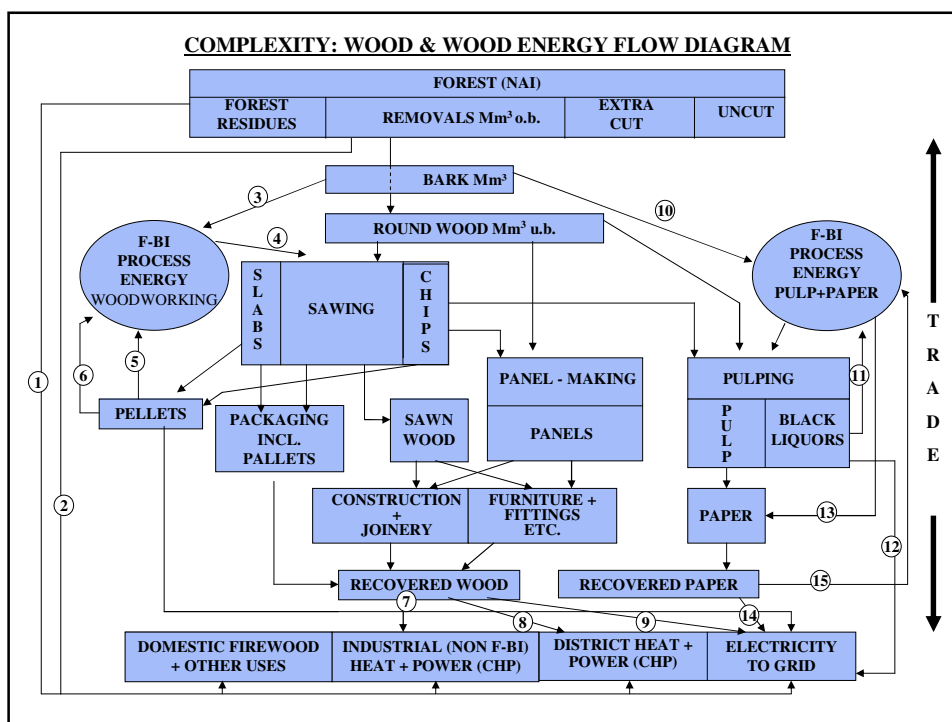 COMPLEXITY: WOOD & WOOD ENERGY FLOW DIAGRAM
FOREST (NAI)
FOREST
RESIDUES
REMOVALS Mm³ o.b.
EXTRA
CUT
UNCUT
BARK Mm³
3
10
ROUND WOOD Mm³ u.b.
4
F-BI
PROCESS
ENERGY
WOODWORKING
F-BI
PROCESS
ENERGY
PULP+PAPER
SLABS
SAWING
CHIPS
TRADE
1
6
5
11
PANEL - MAKING
PULPING
PELLETS
PACKAGING
INCL.
PALLETS
SAWN
WOOD
PANELS
PULP
BLACK
LIQUORS
2
CONSTRUCTION
+
JOINERY
FURNITURE +
FITTINGS
ETC.
PAPER
13
12
RECOVERED WOOD
RECOVERED PAPER
15
7
8
9
14
DOMESTIC FIREWOOD
+ OTHER USES
INDUSTRIAL (NON F-BI)
HEAT + POWER (CHP)
DISTRICT HEAT +
POWER (CHP)
ELECTRICITY
TO GRID